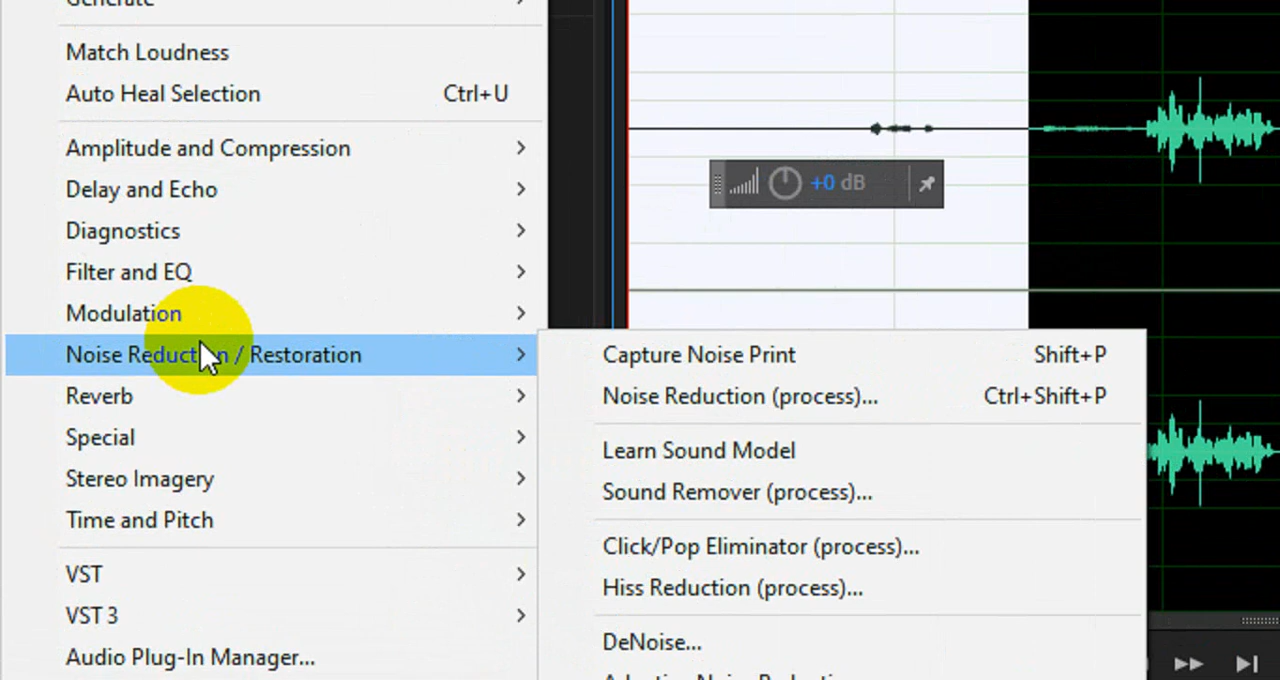 Generate
Match Loudness
Auto Heal Selection Ctrl+U
Amplitude and Compression
Delay and Echo
Diagnostics
Filter and EQ
Modulation
Noise Reduction / Restoration
Reverb
Special
Stereo Imagery
Time and Pitch
VST
VST 3
Audio Plug-In Manager...
+0 dB
Capture Noise Print Shift+P
Noise Reduction (process)... Ctrl+Shift+P
Learn Sound Model
Sound Remover (process)...
Click/Pop Eliminator (process)...
Hiss Reduction (process)...
DeNoise...